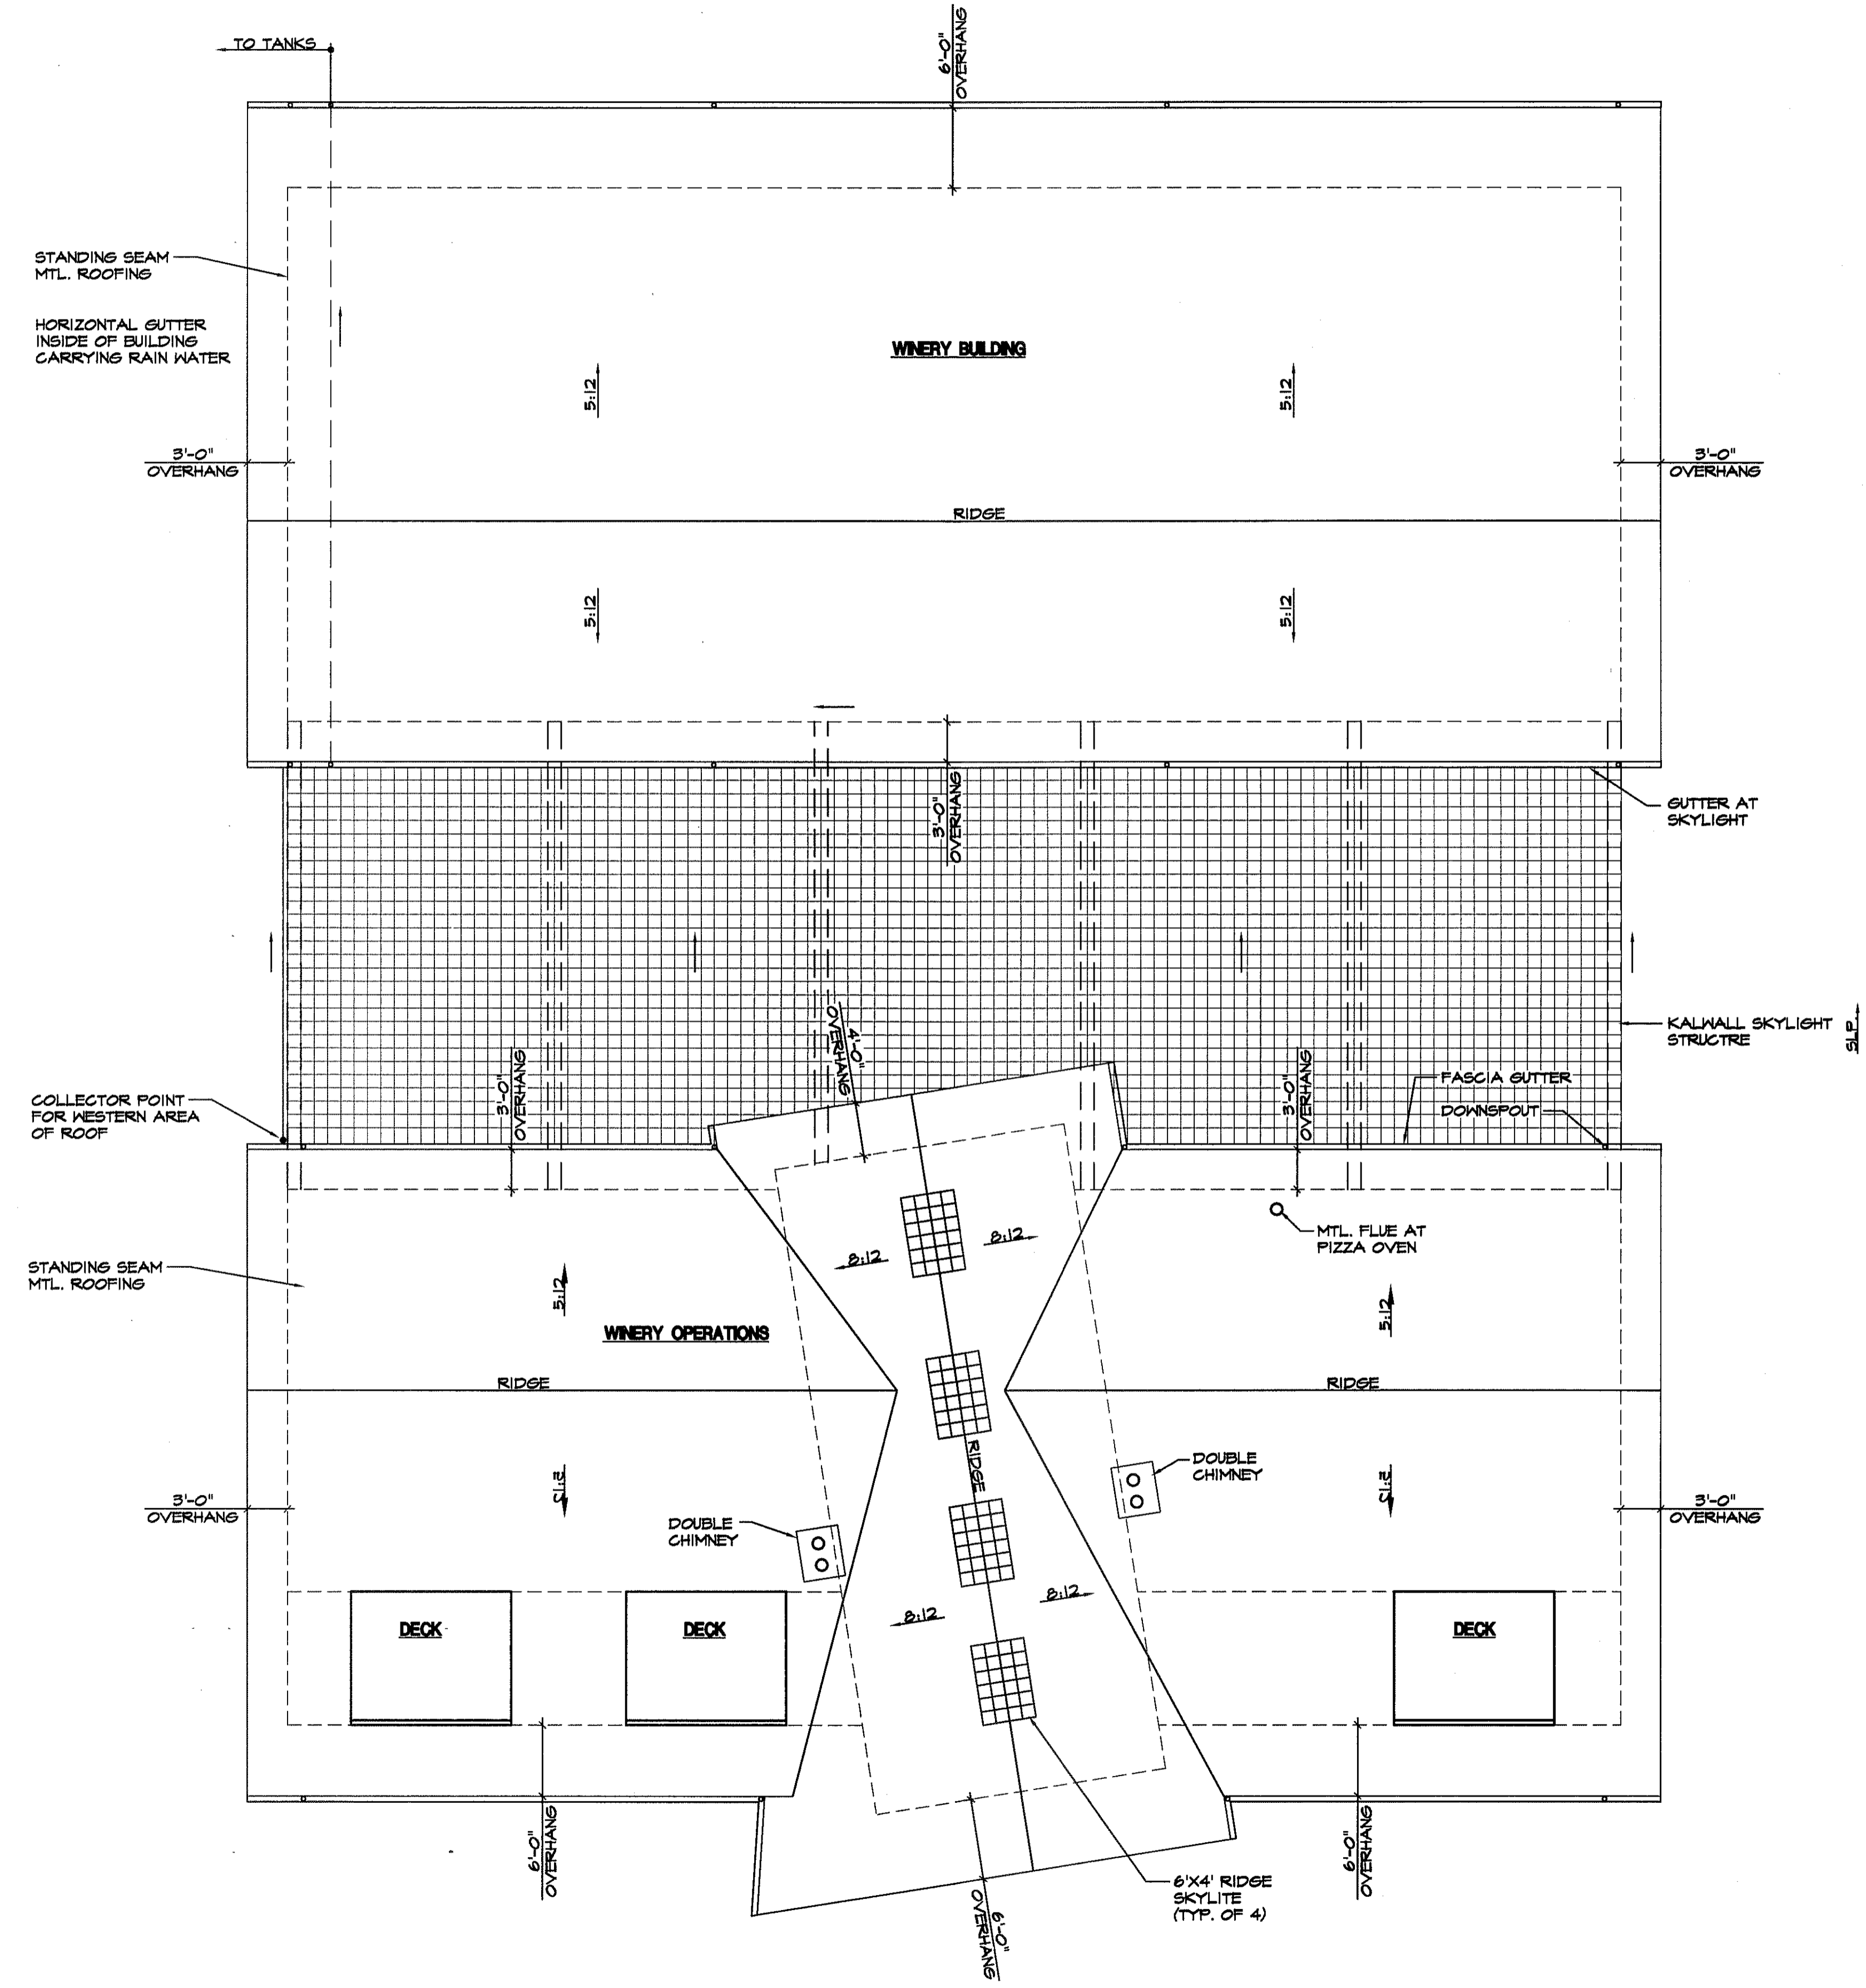 TO TANKS
6'-0"
OVERHANG
STANDING SEAM
MTL. ROOFING
HORIZONTAL GUTTER
INSIDE OF BUILDING
CARRYING RAIN WATER
WINERY BUILDING
5:12
5:12
3'-0"
OVERHANG
3'-0"
OVERHANG
RIDGE
5:12
5:12
3'-0"
OVERHANG
GUTTER AT
SKYLIGHT
4'-0"
OVERHANG
KALWALL SKYLIGHT
STRUCTRE
SLP.
3'-0"
OVERHANG
3'-0"
OVERHANG
FASCIA GUTTER
DOWNSPOUT
COLLECTOR POINT
FOR WESTERN AREA
OF ROOF
MTL. FLUE AT
PIZZA OVEN
8:12
8:12
STANDING SEAM
MTL. ROOFING
5:12
5:12
WINERY OPERATIONS
RIDGE
RIDGE
RIDGE
DOUBLE
CHIMNEY
5:12
5:12
3'-0"
OVERHANG
3'-0"
OVERHANG
DOUBLE
CHIMNEY
8:12
8:12
DECK
DECK
DECK
6'-0"
OVERHANG
6'-0"
OVERHANG
6'X4' RIDGE
SKYLITE
(TYP. OF 4)
6'-0"
OVERHANG